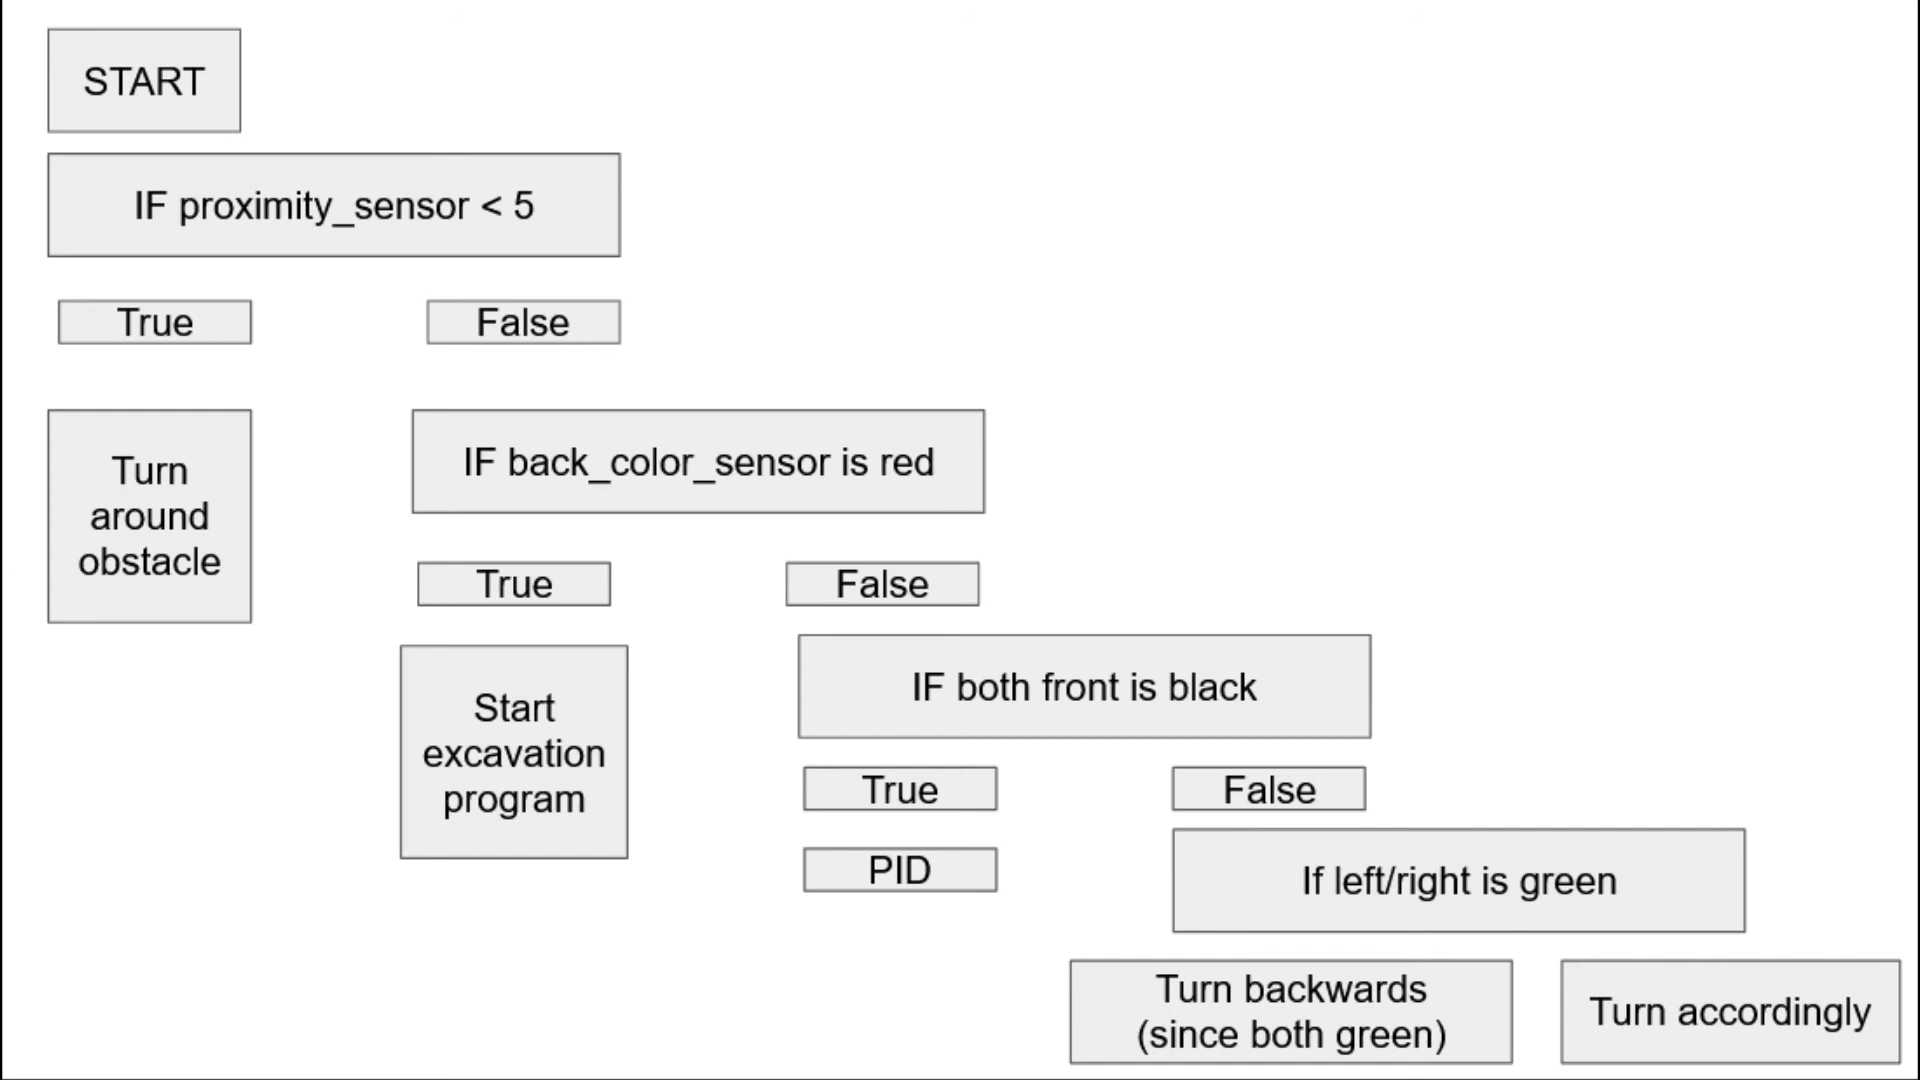 START
IF proximity_sensor < 5
True
False
Turn
around
obstacle
IF back_color_sensor is red
True
False
Start
excavation
program
IF both front is black
True
False
PID
If left/right is green
Turn backwards
(since both green)
Turn accordingly